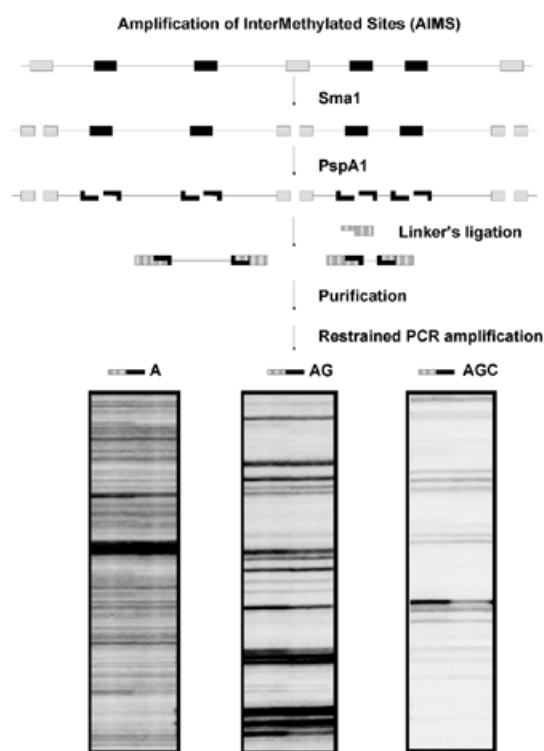 Amplification of InterMethylated Sites (AIMS)
Sma1
PspA1
Linker's ligation
Purification
Restrained PCR amplification
A
AG
AGC